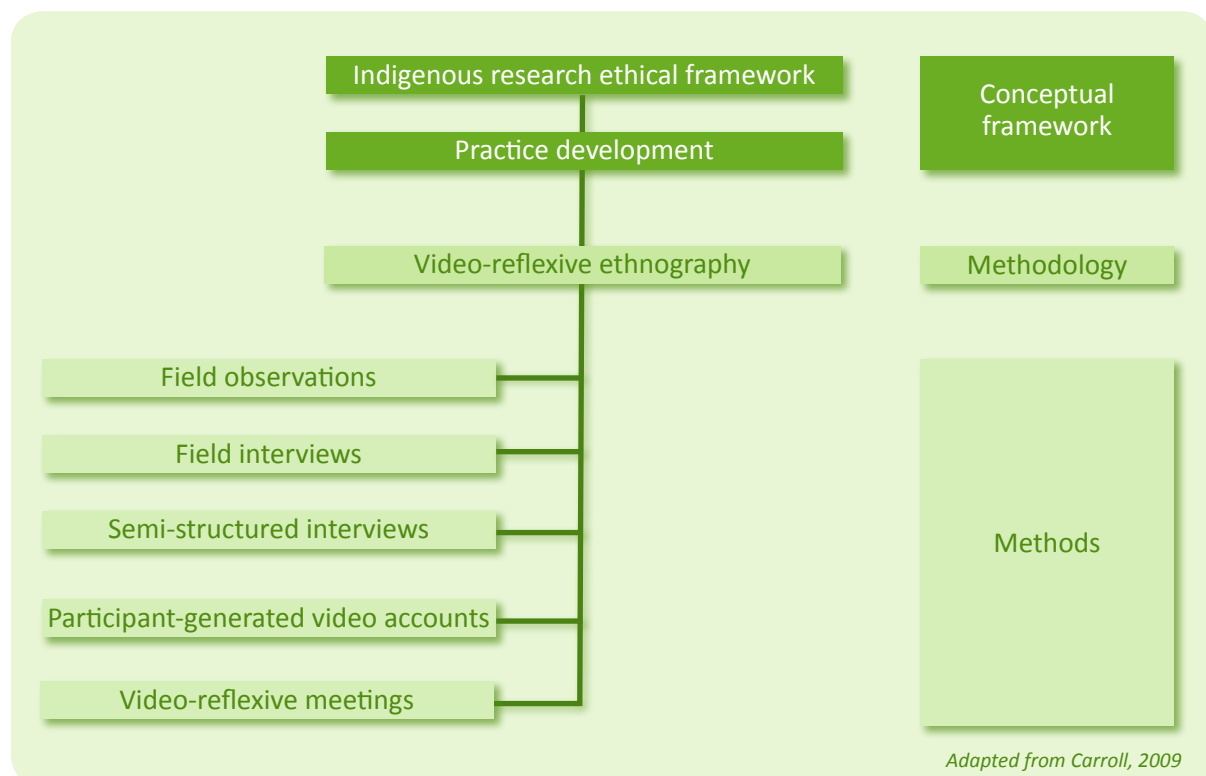 Indigenous research ethical framework
Conceptual
framework
Practice development
Video-reflexive ethnography
Methodology
Field observations
Field interviews
Semi-structured interviews
Methods
Participant-generated video accounts
Video-reflexive meetings
Adapted from Carroll, 2009